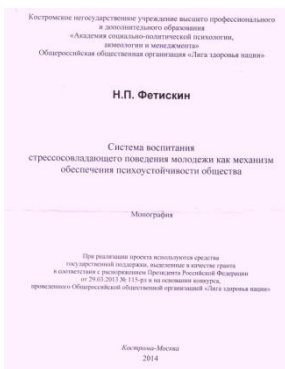 Костромское негосударственное учреждение высшего профессионального
и дополнительного образования
«Академия социально-политической психологии,
акмеологии и менеджмента»
Общероссийская общественная организация «Лига здоровья нации»
Н.П. Фетискин
Система воспитания
стрессосовладающего поведения молодежи как механизм
обеспечения психоустойчивости общества
Монография
При реализации проекта используются средства
государственной поддержки, выделенные в качестве гранта
в соответствии с распоряжением Президента Российской Федерации
от 29.03.2013 № 115-рп и на основании конкурса,
проведенного Общероссийской общественной организацией «Лига здоровья нации»
Кострома-Москва
2014